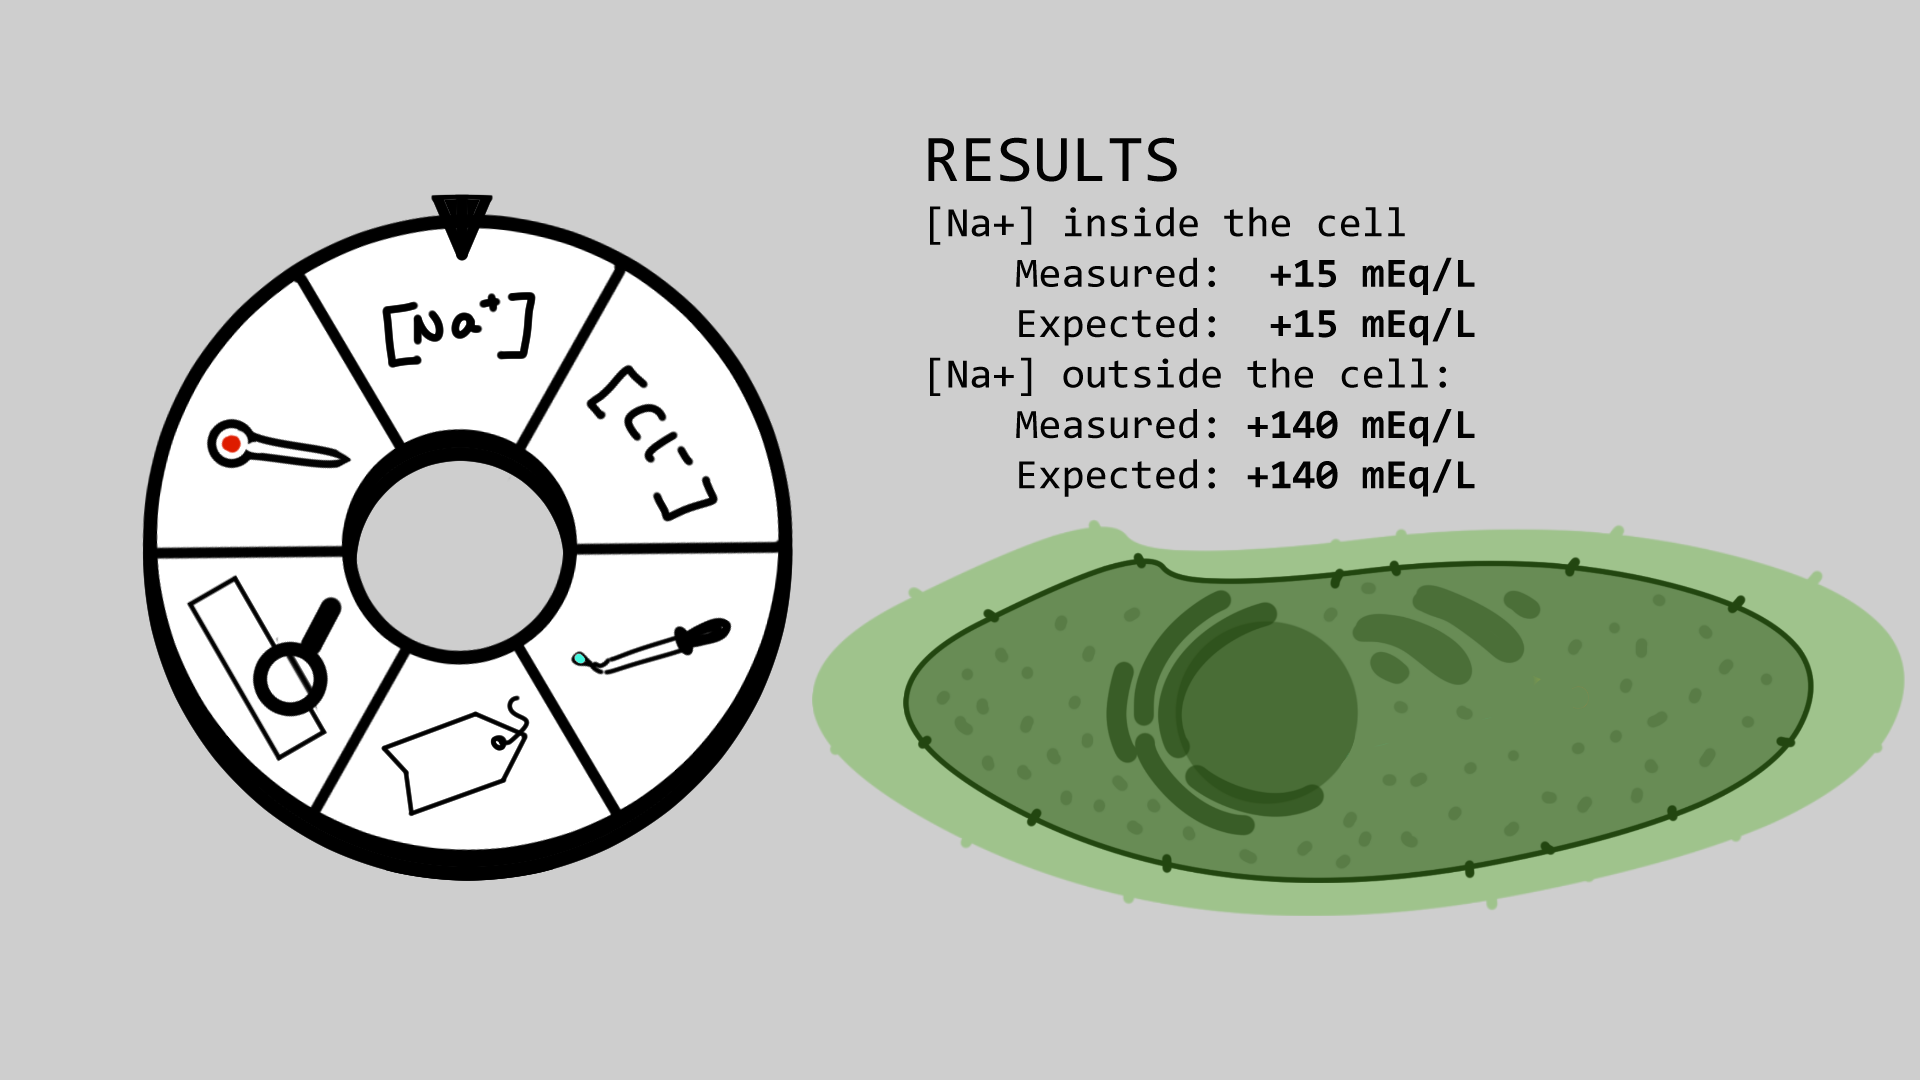 [Na+]
[Cl-]
RESULTS
[Na+] inside the cell
Measured: +15 mEq/L
Expected: +15 mEq/L
[Na+] outside the cell:
Measured: +140 mEq/L
Expected: +140 mEq/L